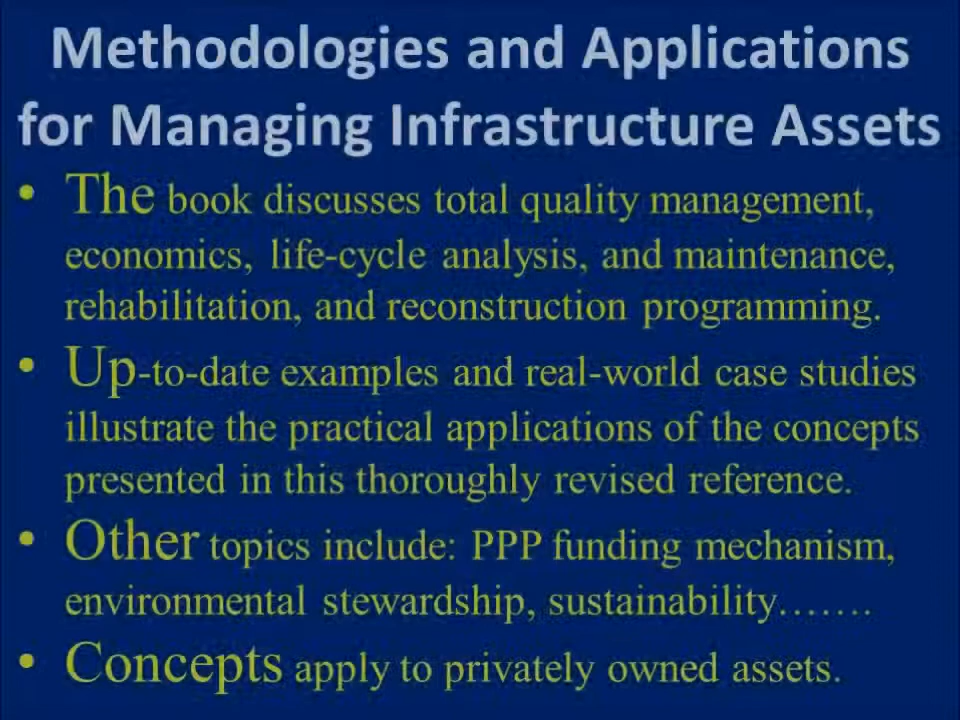 Methodologies and Applications
for Managing Infrastructure Assets
• The book discusses total quality management,
economics, life-cycle analysis, and maintenance,
rehabilitation, and reconstruction programming.
• Up-to-date examples and real-world case studies
illustrate the practical applications of the concepts
presented in this thoroughly revised reference.
• Other topics include: PPP funding mechanism,
environmental stewardship, sustainability…….
• Concepts apply to privately owned assets.